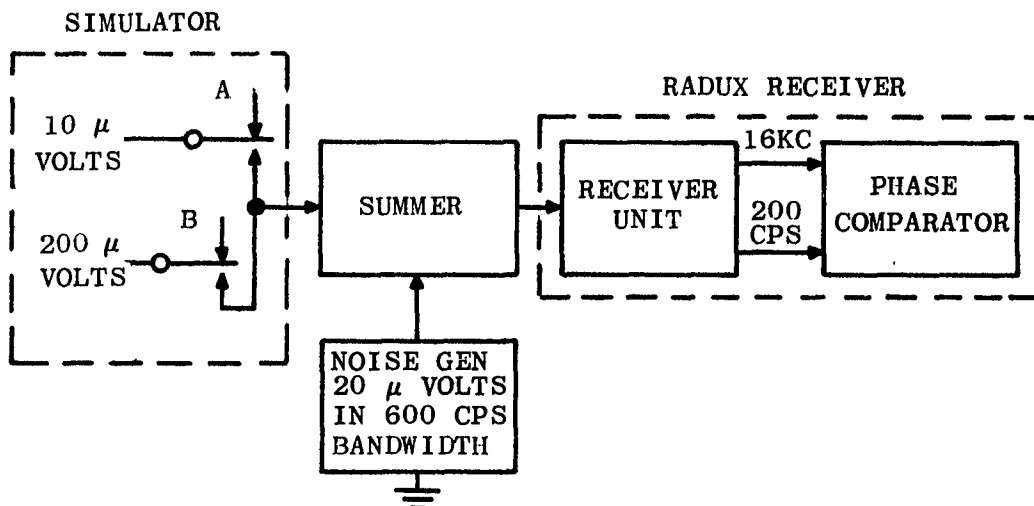 SIMULATOR
A
10 μ
VOLTS
B
200 μ
VOLTS
SUMMER
NOISE GEN
20 μ VOLTS
IN 600 CPS
BANDWIDTH
RADUX RECEIVER
RECEIVER
UNIT
16KC
200
CPS
PHASE
COMPARATOR